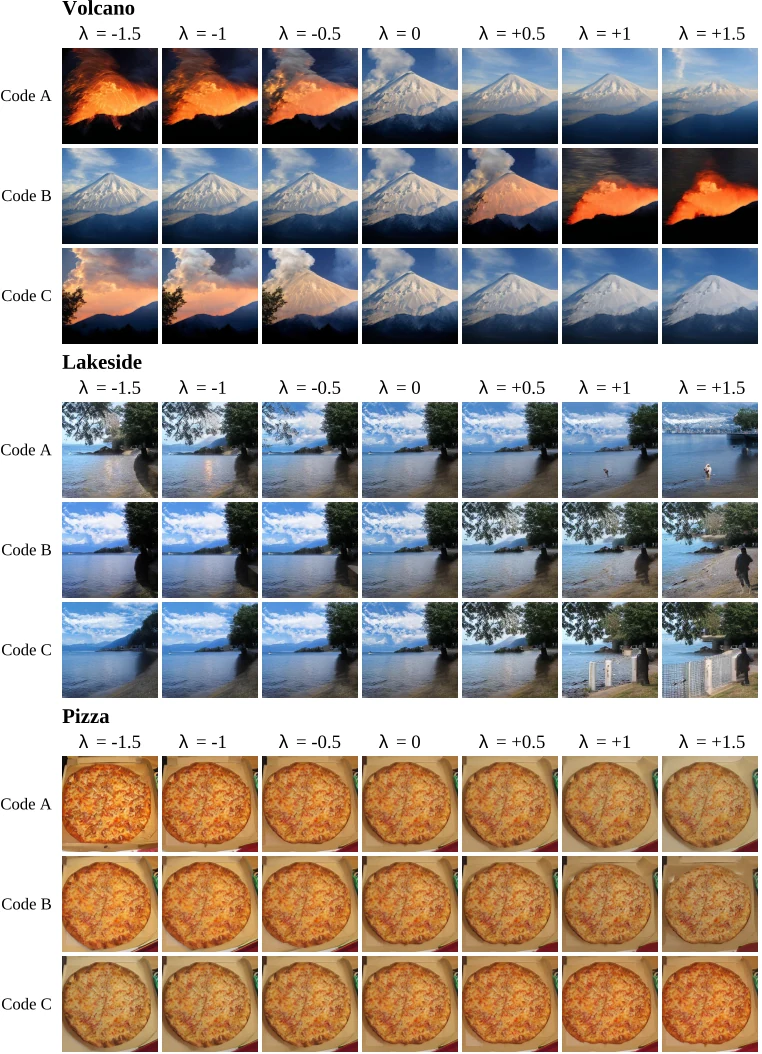 Volcano
λ = -1.5 λ = -1 λ = -0.5 λ = 0 λ = +0.5 λ = +1 λ = +1.5
Code A
Code B
Code C
Lakeside
λ = -1.5 λ = -1 λ = -0.5 λ = 0 λ = +0.5 λ = +1 λ = +1.5
Code A
Code B
Code C
Pizza
λ = -1.5 λ = -1 λ = -0.5 λ = 0 λ = +0.5 λ = +1 λ = +1.5
Code A
Code B
Code C